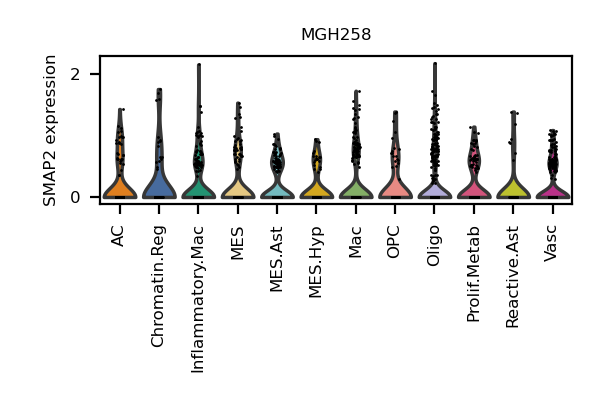 MGH258
SMAP2 expression
2
0
AC
Chromatin.Reg
Inflammatory.Mac
MES
MES.Ast
MES.Hyp
Mac
OPC
Oligo
Prolif.Metab
Reactive.Ast
Vasc